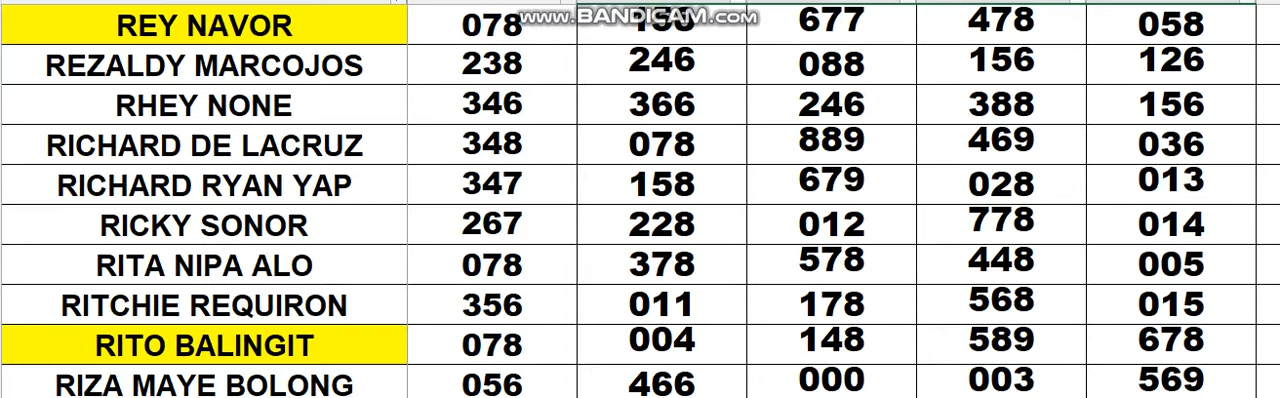 www.BANDICAM.com
REY NAVOR 078 677 478 058
REZALDY MARCOJOS 238 246 088 156 126
RHEY NONE 346 366 246 388 156
RICHARD DE LACRUZ 348 078 889 469 036
RICHARD RYAN YAP 347 158 679 028 013
RICKY SONOR 267 228 012 778 014
RITA NIPA ALO 078 378 578 448 005
RITCHIE REQUIRON 356 011 178 568 015
RITO BALINGIT 078 004 148 589 678
RIZA MAYE BOLONG 056 466 000 003 569